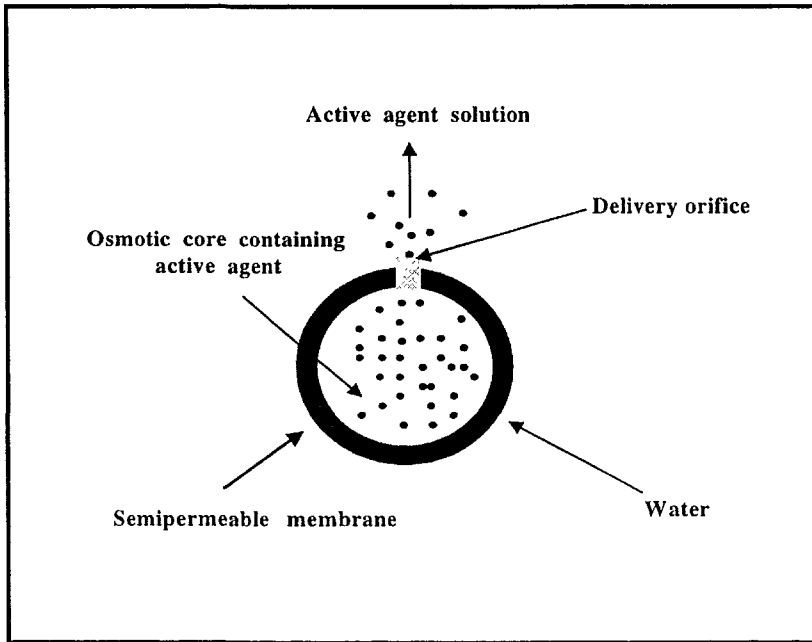 Active agent solution
Delivery orifice
Osmotic core containing
active agent
Semipermeable membrane
Water